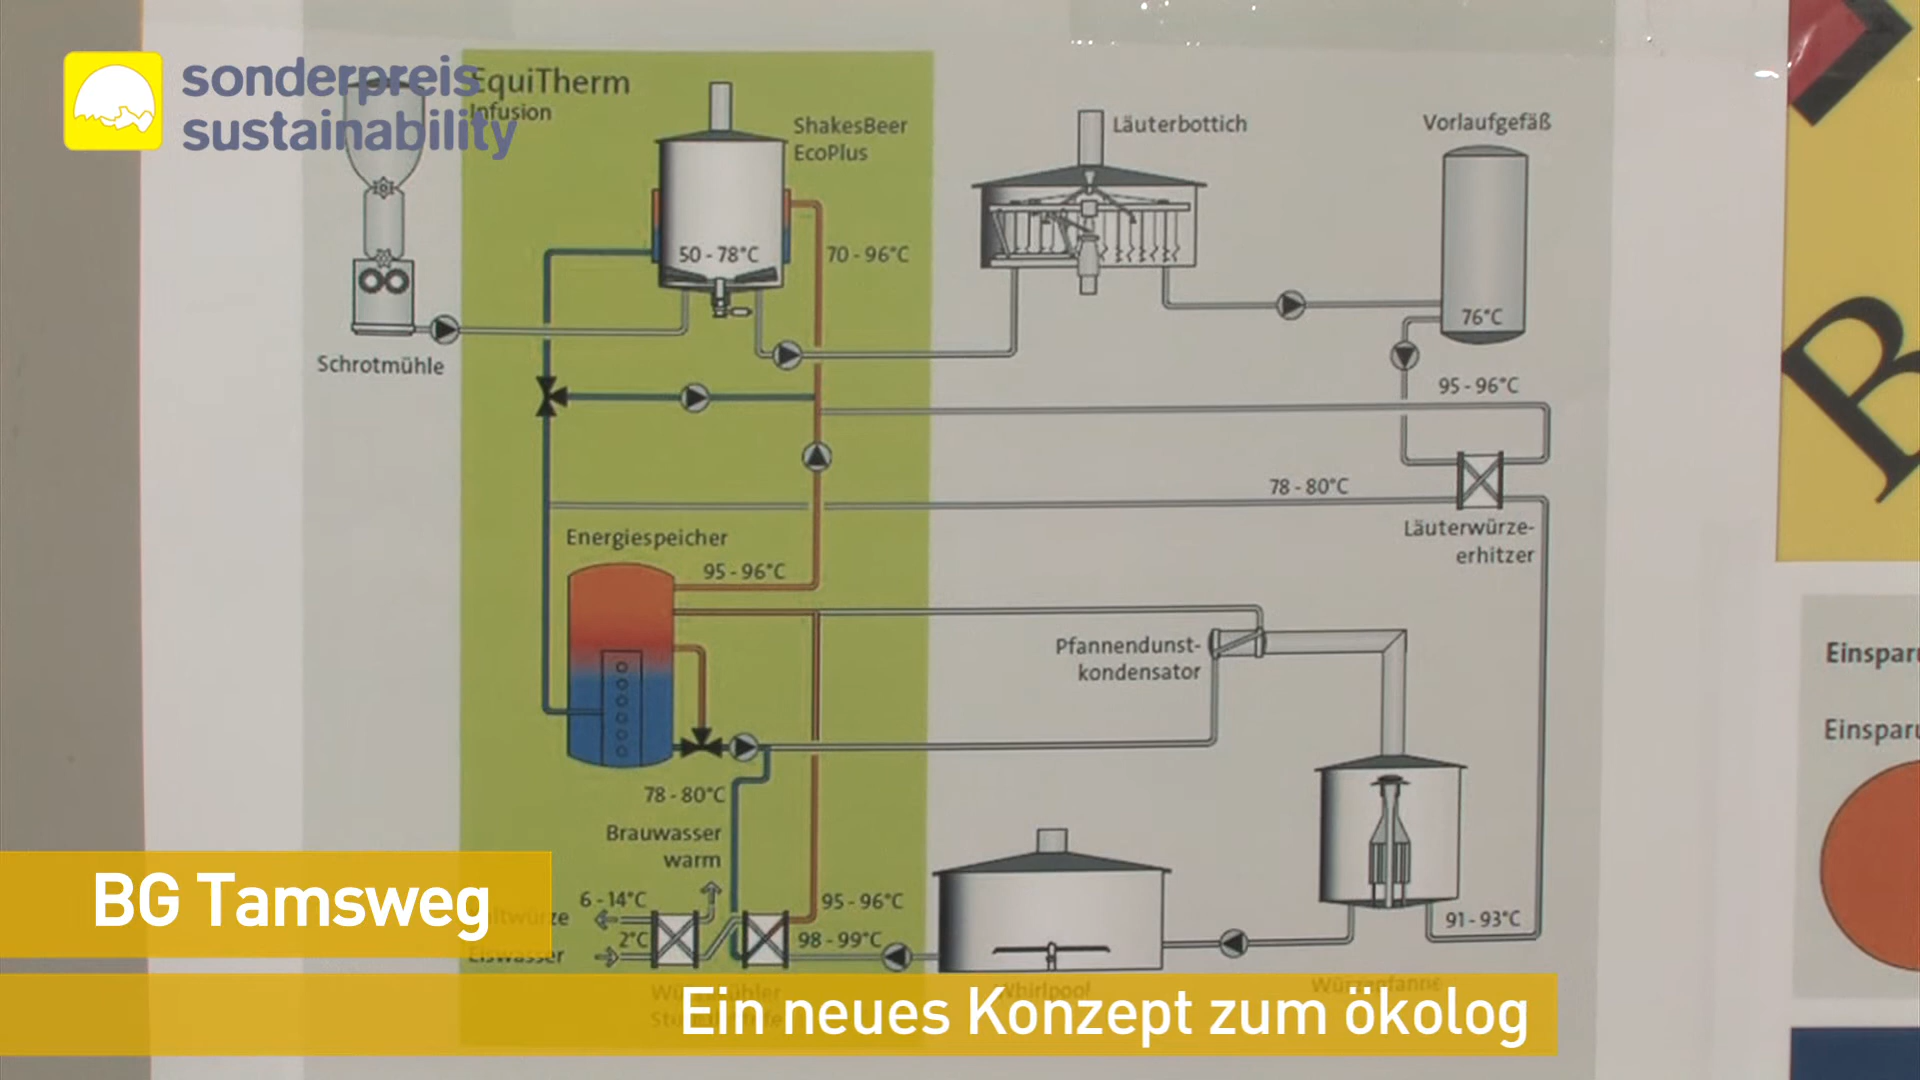 sonderpreis
sustainability
EquiTherm
Infusion
ShakesBeer
EcoPlus
Läuterbottich
Vorlaufgefäß
50 - 78°C
70 - 96°C
76°C
Schrotmühle
95 - 96°C
78 - 80°C
Läuterwürze-
erhitzer
Energiespeicher
95 - 96°C
Pfannendunst-
kondensator
78 - 80°C
Brauwasser
warm
6 - 14°C
95 - 96°C
2°C
98 - 99°C
91 - 93°C
Eiswasser
Whirlpool
Würzepfanne
B
Einspar
Einspar
BG Tamsweg
Ein neues Konzept zum ökolog